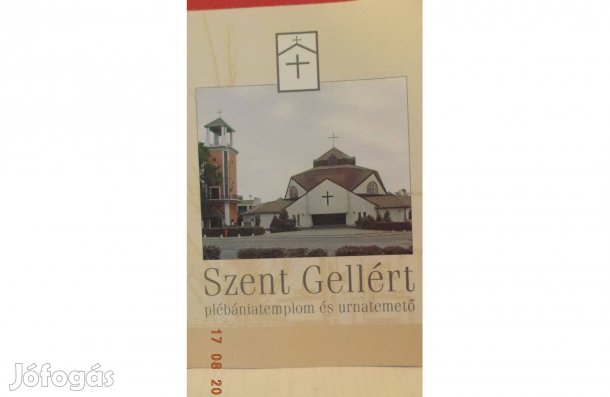 Szent Gellért
plébániatemplom és urnatemető
17 08 20
Jófogás